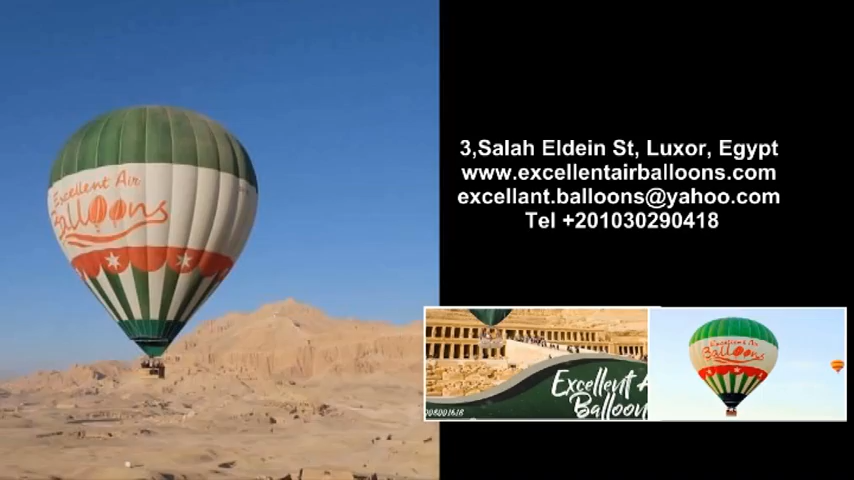 Excellent Air
Balloons
3,Salah Eldein St, Luxor, Egypt
www.excellentairballoons.com
excellant.balloons@yahoo.com
Tel +201030290418
Excellent A
Balloon
Excellent Air
Balloons